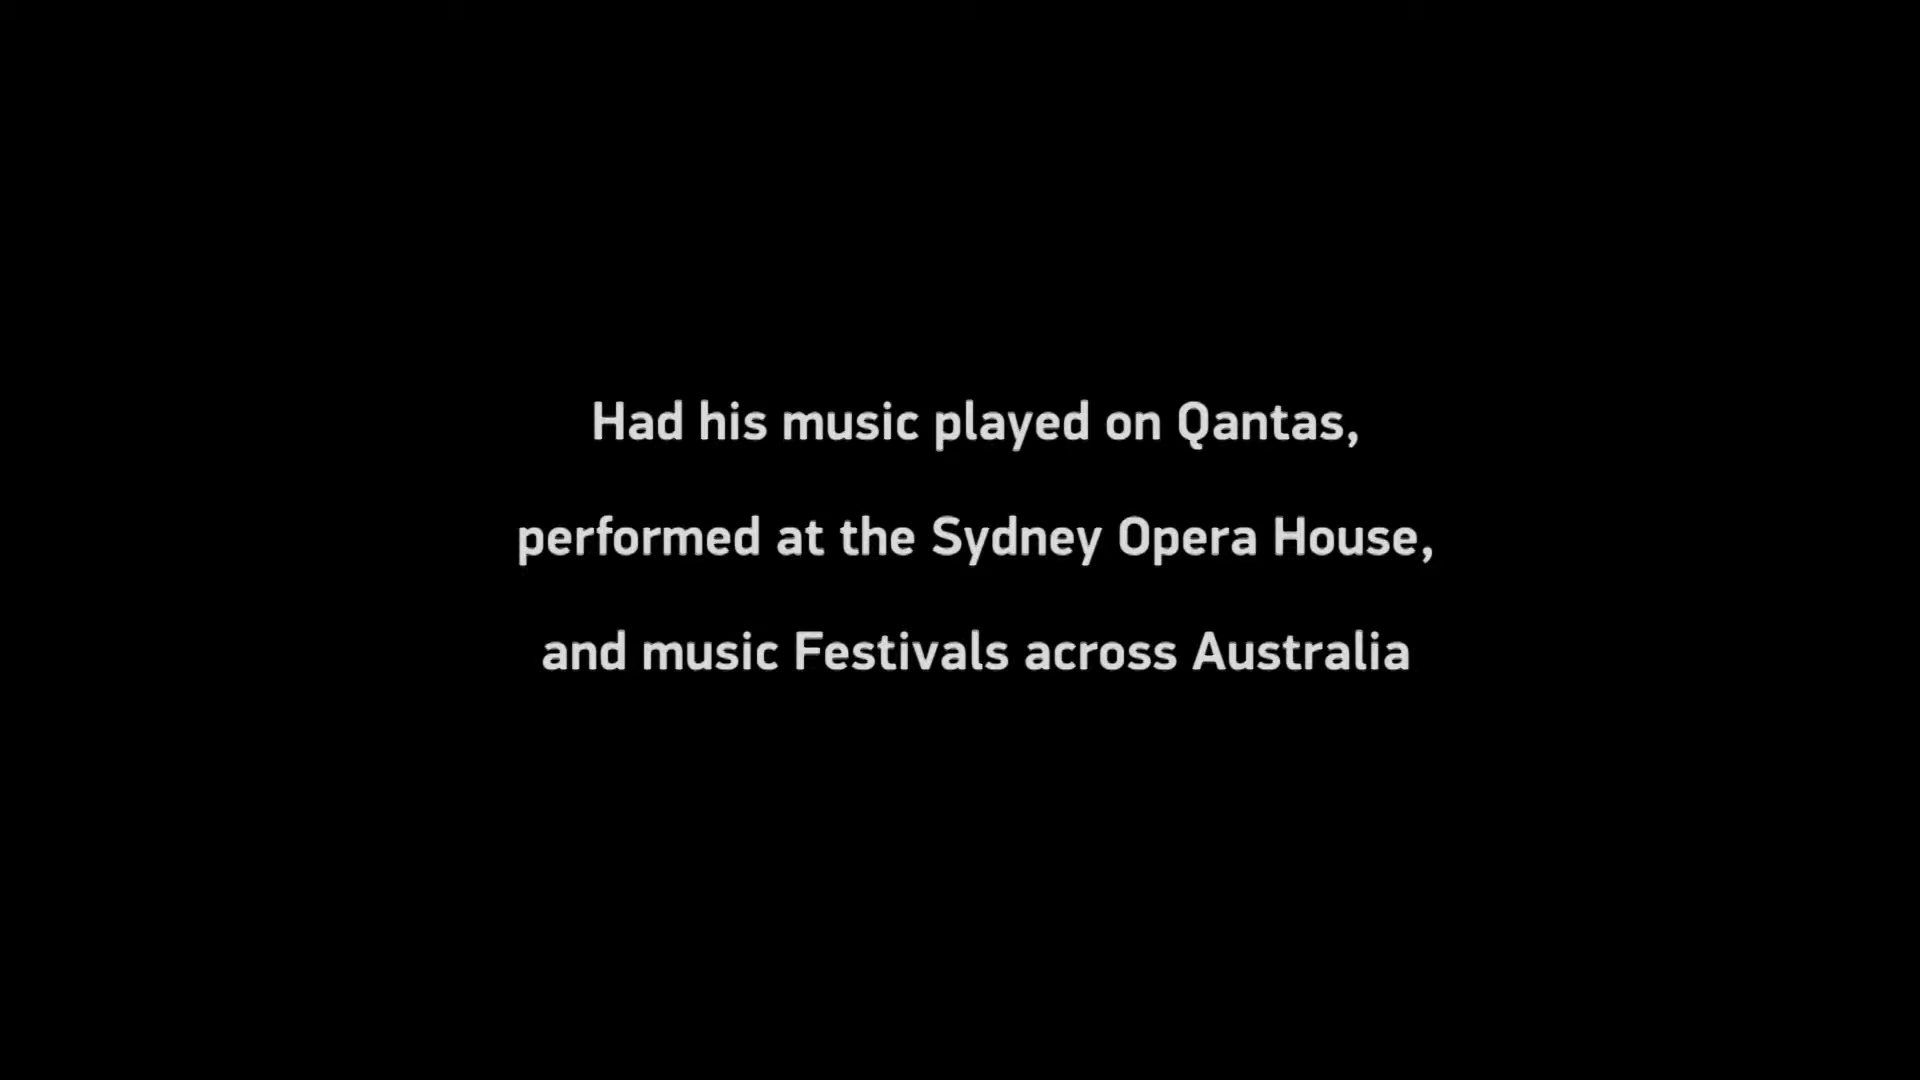 Had his music played on Qantas,
performed at the Sydney Opera House,
and music Festivals across Australia